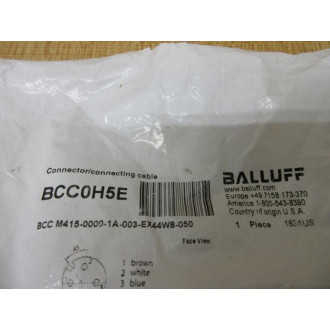 Connector/connecting cable
BCC0H5E
BCC M415-0000-1A-003-EX44W8-050
BALLUFF
www.balluff.com
Europe +49 7158 173-370
America 1-800-543-8390
Country of origin U.S.A.
1 Piece 1831US
Face View
1 brown
2 white
3 blue